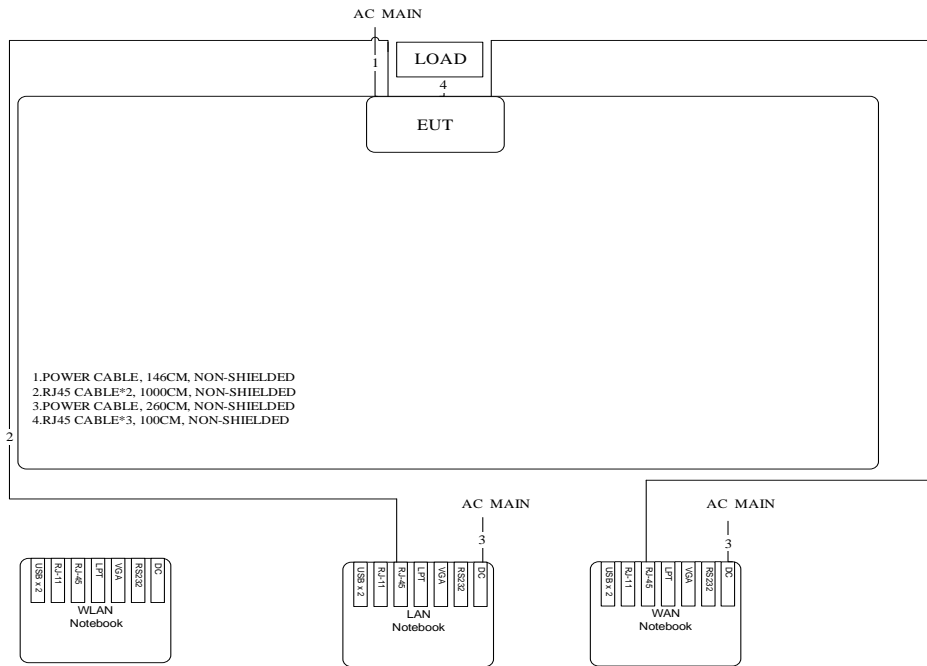 AC MAIN
1
LOAD
4
EUT
1.POWER CABLE, 146CM, NON-SHIELDED
2.RJ45 CABLE*2, 1000CM, NON-SHIELDED
3.POWER CABLE, 260CM, NON-SHIELDED
4.RJ45 CABLE*3, 100CM, NON-SHIELDED
2
AC MAIN
3
AC MAIN
3
USB x 2
RJ-11
RJ-45
LPT
VGA
RS232
DC
WLAN
Notebook
USB x 2
RJ-11
RJ-45
LPT
VGA
RS232
DC
LAN
Notebook
USB x 2
RJ-11
RJ-45
LPT
VGA
RS232
DC
WAN
Notebook